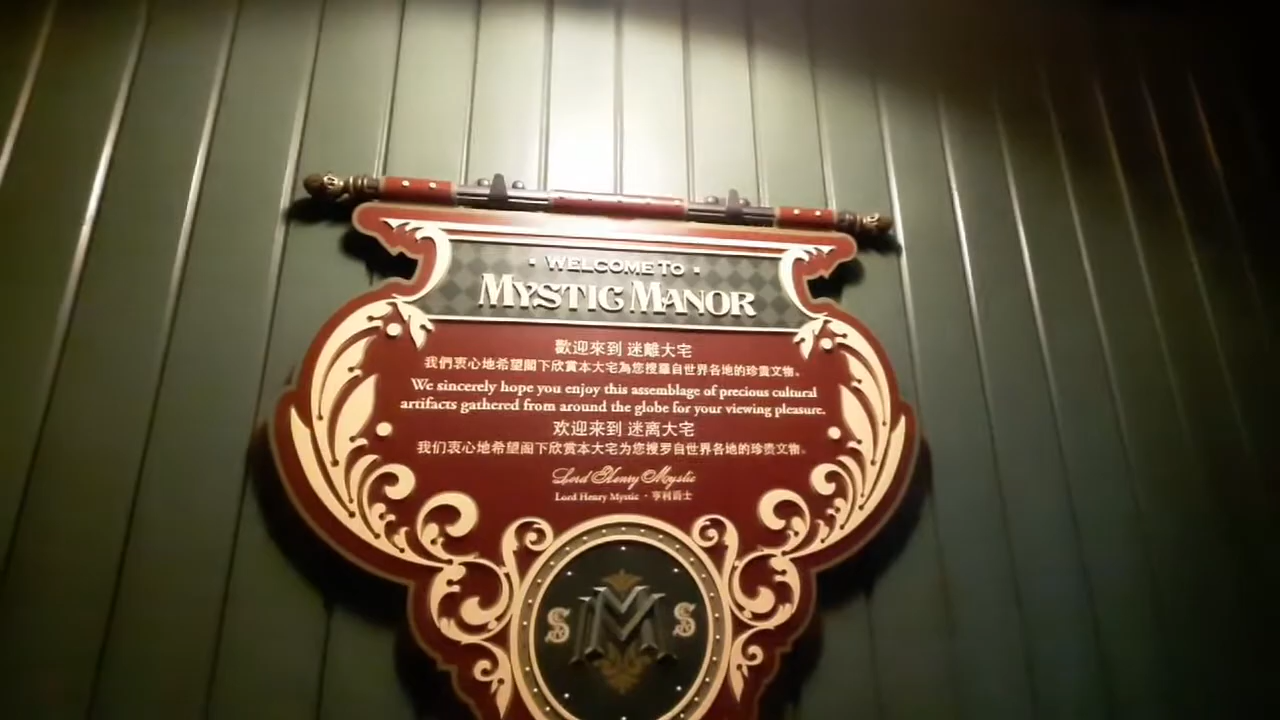 WELCOME TO
MYSTIC MANOR
歡迎來到 迷離大宅
我們衷心地希望閣下欣賞本大宅為您搜羅自世界各地的珍貴文物。
We sincerely hope you enjoy this assemblage of precious cultural
artifacts gathered from around the globe for your viewing pleasure.
欢迎来到 迷离大宅
我们衷心地希望阁下欣赏本大宅为您搜罗自世界各地的珍贵文物。
Lord Henry Mystic
Lord Henry Mystic · 亨利爵士
S M S